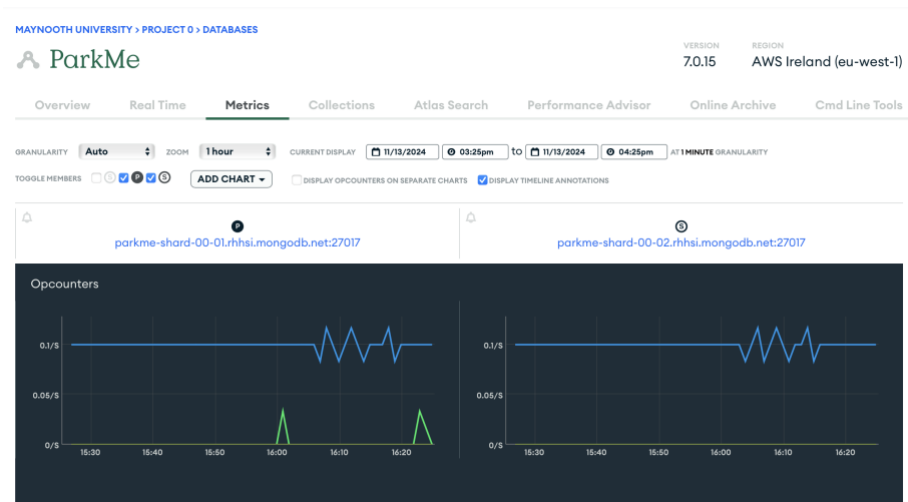 MAYNOOTH UNIVERSITY > PROJECT 0 > DATABASES
ParkMe
VERSION
7.0.15
REGION
AWS Ireland (eu-west-1)
Overview Real Time Metrics Collections Atlas Search Performance Advisor Online Archive Cmd Line Tools
GRANULARITY Auto ZOOM 1 hour CURRENT DISPLAY 11/13/2024 03:25pm to 11/13/2024 04:25pm AT 1 MINUTE GRANULARITY
TOGGLE MEMBERS S P S ADD CHART DISPLAY OPCOUNTERS ON SEPARATE CHARTS DISPLAY TIMELINE ANNOTATIONS
P
parkme-shard-00-01.rhhsi.mongodb.net:27017
S
parkme-shard-00-02.rhhsi.mongodb.net:27017
Opcounters
0.1/S
0.05/S
0/S
15:30 15:40 15:50 16:00 16:10 16:20
0.1/S
0.05/S
0/S
15:30 15:40 15:50 16:00 16:10 16:20